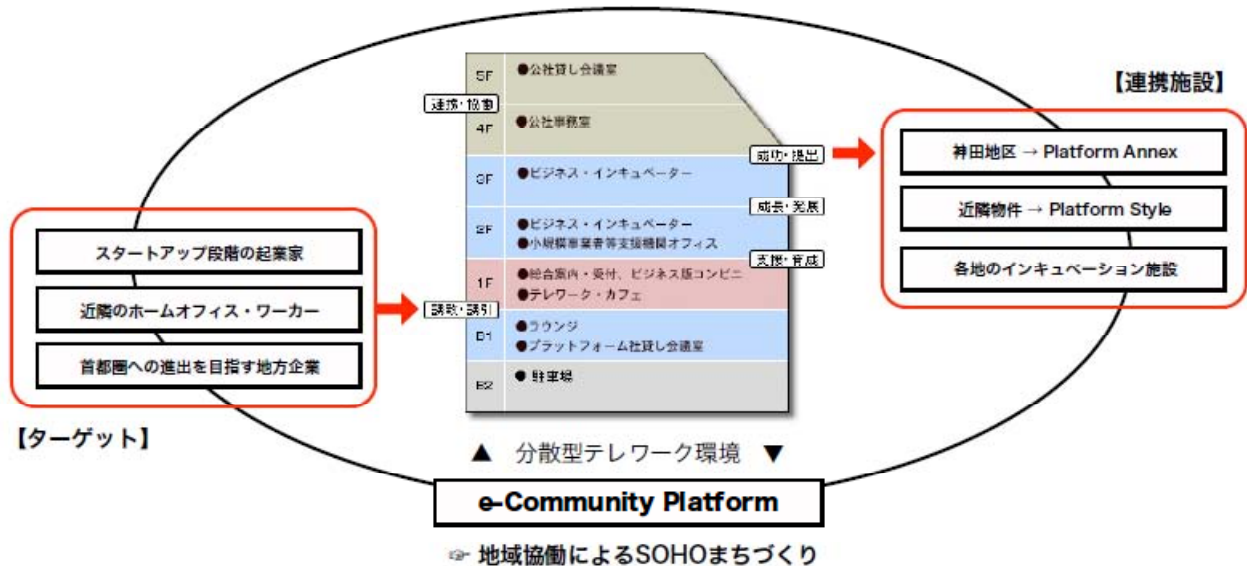 5F
●公社貸し会議室
連携・協働
4F
●公社事務室
成功・提出
3F
●ビジネス・インキュベーター
成長・発展
2F
●ビジネス・インキュベーター
●小規模事業者等支援機関オフィス
支援・育成
1F
●総合案内・受付、ビジネス版コンビニ
●テレワーク・カフェ
誘致・誘引
B1
●ラウンジ
●プラットフォーム社貸し会議室
B2
● 駐車場
スタートアップ段階の起業家
近隣のホームオフィス・ワーカー
首都圏への進出を目指す地方企業
【ターゲット】
【連携施設】
神田地区 → Platform Annex
近隣物件 → Platform Style
各地のインキュベーション施設
▲ 分散型テレワーク環境 ▼
e-Community Platform
☞ 地域協働によるSOHOまちづくり